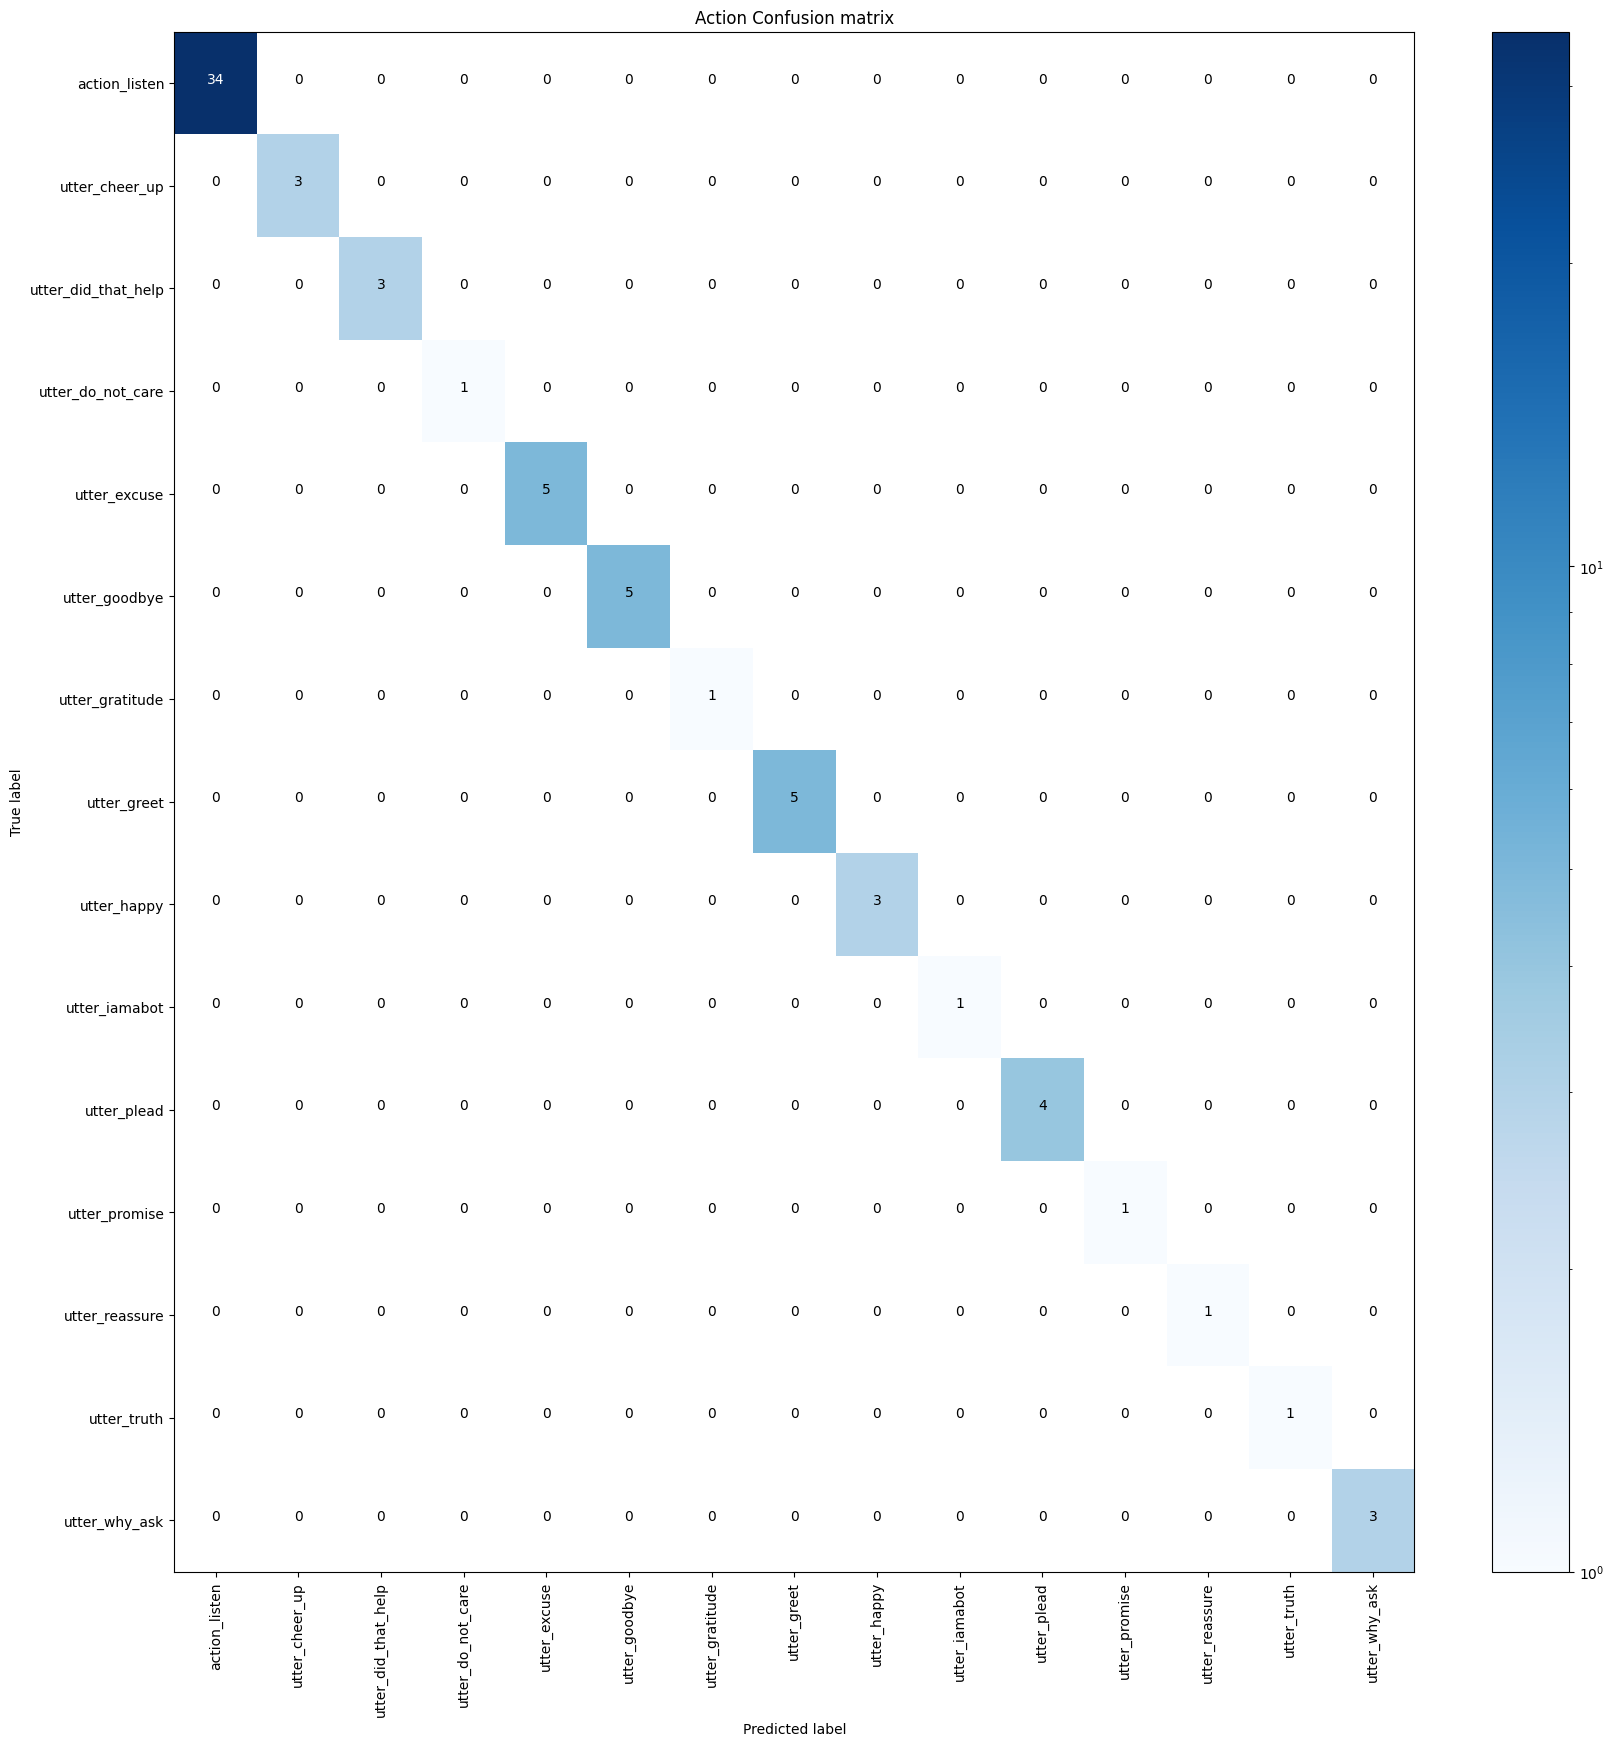 Action Confusion matrix
action_listen 34 0 0 0 0 0 0 0 0 0 0 0 0 0 0
utter_cheer_up 0 3 0 0 0 0 0 0 0 0 0 0 0 0 0
utter_did_that_help 0 0 3 0 0 0 0 0 0 0 0 0 0 0 0
utter_do_not_care 0 0 0 1 0 0 0 0 0 0 0 0 0 0 0
utter_excuse 0 0 0 0 5 0 0 0 0 0 0 0 0 0 0
10¹
utter_goodbye 0 0 0 0 0 5 0 0 0 0 0 0 0 0 0
utter_gratitude 0 0 0 0 0 0 1 0 0 0 0 0 0 0 0
True label
utter_greet 0 0 0 0 0 0 0 5 0 0 0 0 0 0 0
utter_happy 0 0 0 0 0 0 0 0 3 0 0 0 0 0 0
utter_iamabot 0 0 0 0 0 0 0 0 0 1 0 0 0 0 0
utter_plead 0 0 0 0 0 0 0 0 0 0 4 0 0 0 0
utter_promise 0 0 0 0 0 0 0 0 0 0 0 1 0 0 0
utter_reassure 0 0 0 0 0 0 0 0 0 0 0 0 1 0 0
utter_truth 0 0 0 0 0 0 0 0 0 0 0 0 0 1 0
utter_why_ask 0 0 0 0 0 0 0 0 0 0 0 0 0 0 3
10⁰
action_listen
utter_cheer_up
utter_did_that_help
utter_do_not_care
utter_excuse
utter_goodbye
utter_gratitude
utter_greet
utter_happy
utter_iamabot
utter_plead
utter_promise
utter_reassure
utter_truth
utter_why_ask
Predicted label